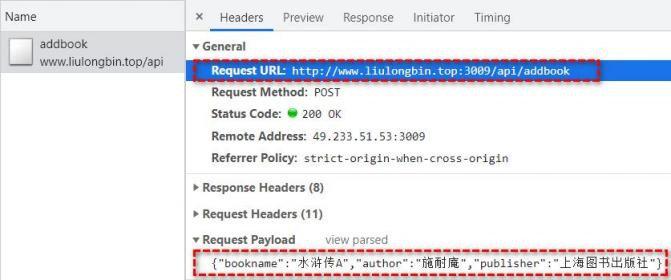 Name
addbook
www.liulongbin.top/api
× Headers Preview Response Initiator Timing
▼ General
Request URL: http://www.liulongbin.top:3009/api/addbook
Request Method: POST
Status Code: 200 OK
Remote Address: 49.233.51.53:3009
Referrer Policy: strict-origin-when-cross-origin
► Response Headers (8)
► Request Headers (11)
▼ Request Payload view parsed
{"bookname":"水浒传A","author":"施耐庵","publisher":"上海图书出版社"}